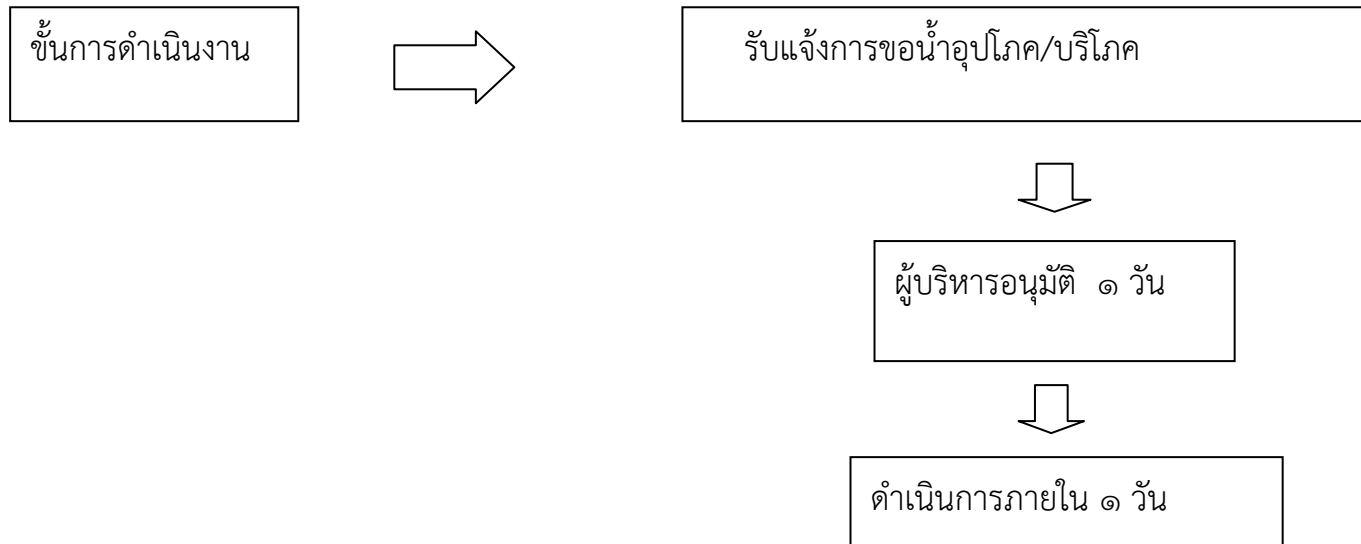 ขั้นการดำเนินงาน
รับแจ้งการขอน้ำอุปโภค/บริโภค
ผู้บริหารอนุมัติ ๑ วัน
ดำเนินการภายใน ๑ วัน